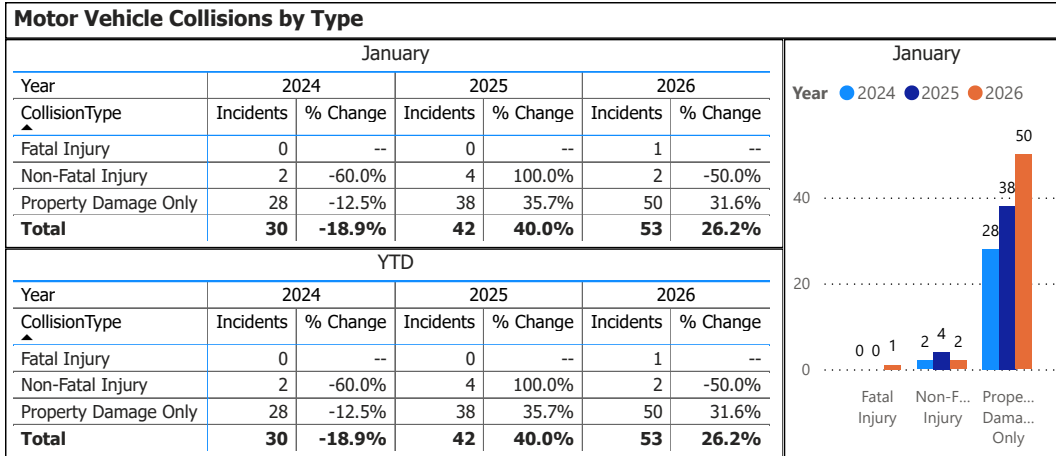 Motor Vehicle Collisions by Type
January
Year 2024 2025 2026
CollisionType Incidents % Change Incidents % Change Incidents % Change
Fatal Injury 0 -- 0 -- 1 --
Non-Fatal Injury 2 -60.0% 4 100.0% 2 -50.0%
Property Damage Only 28 -12.5% 38 35.7% 50 31.6%
Total 30 -18.9% 42 40.0% 53 26.2%
YTD
Year 2024 2025 2026
CollisionType Incidents % Change Incidents % Change Incidents % Change
Fatal Injury 0 -- 0 -- 1 --
Non-Fatal Injury 2 -60.0% 4 100.0% 2 -50.0%
Property Damage Only 28 -12.5% 38 35.7% 50 31.6%
Total 30 -18.9% 42 40.0% 53 26.2%
January
Year 2024 2025 2026
50
40
38
28
20
0 0 1 2 4 2
0
Fatal Non-F... Prope...
Injury Injury Dama...
Only